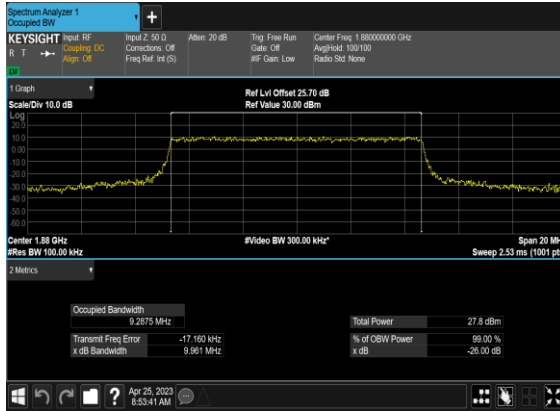 Spectrum Analyzer 1
Occupied BW
+
KEYSIGHT
R T
LV
Input: RF
Coupling: DC
Align: Off
Input Z: 50 Ω
Corrections: Off
Freq Ref: Int (S)
Atten: 20 dB
Trig: Free Run
Gate: Off
#IF Gain: Low
Center Freq: 1.880000000 GHz
Avg|Hold: 100/100
Radio Std: None
1 Graph
Scale/Div 10.0 dB
Ref Lvl Offset 25.70 dB
Ref Value 30.00 dBm
Log
20.0
10.0
0.00
-10.0
-20.0
-30.0
-40.0
-50.0
-60.0
Center 1.88 GHz
#Res BW 100.00 kHz
#Video BW 300.00 kHz*
Span 20 MH
Sweep 2.53 ms (1001 pt
2 Metrics
Occupied Bandwidth
9.2875 MHz
Transmit Freq Error -17.160 kHz
x dB Bandwidth 9.961 MHz
Total Power 27.8 dBm
% of OBW Power 99.00 %
x dB -26.00 dB
?
Apr 25, 2023
8:53:41 AM